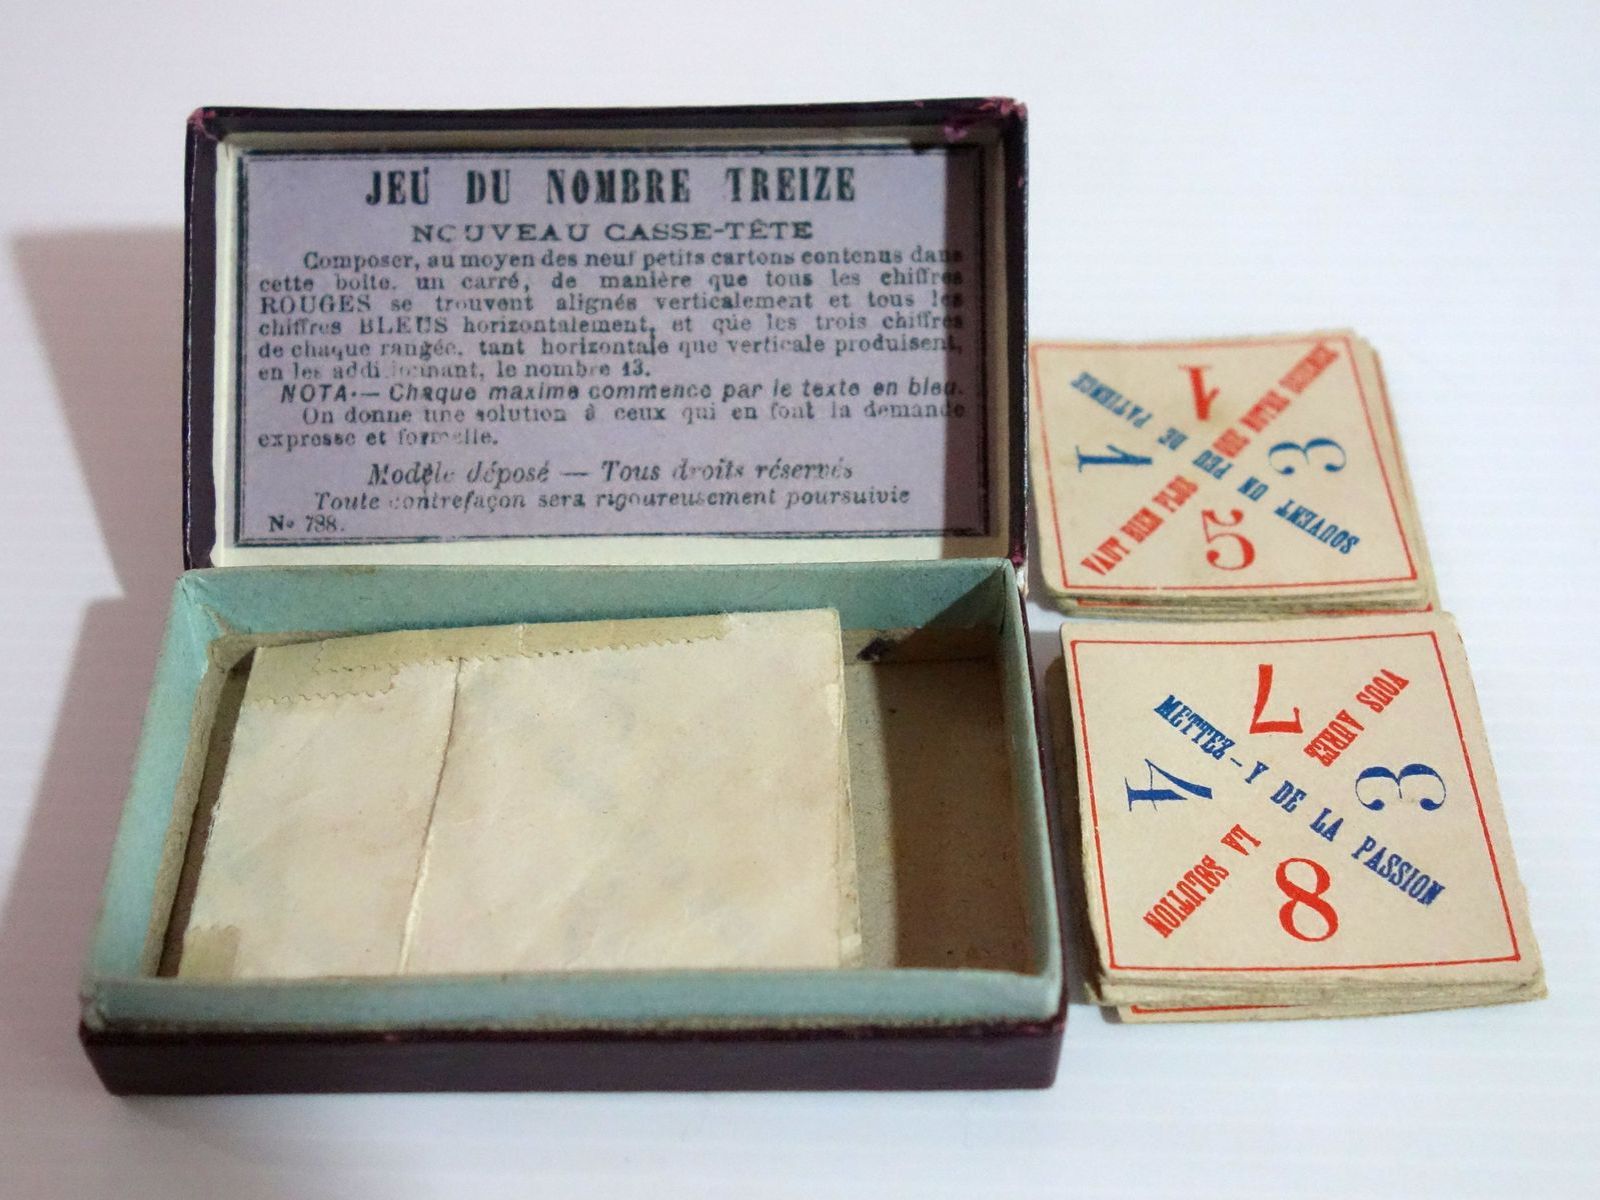 JEU DU NOMBRE TREIZE
NOUVEAU CASSE-TÊTE
Composer, au moyen des neuf petits cartons contenus dans
cette boîte. un carré, de manière que tous les chiffres
ROUGES se trouvent alignés verticalement et tous les
chiffres BLEUS horizontalement, et que les trois chiffres
de chaque rangée. tant horizontale que verticale produisent,
en les additionnant, le nombre 13.
NOTA.— Chaque maxime commence par le texte en bleu.
On donne une solution à ceux qui en font la demande
expresse et formelle.
Modèle déposé — Tous droits réservés
Toute contrefaçon sera rigoureusement poursuivie
No 788.
1
1
3
5
SOUVENT UN PEU DE PATIENCE
VAUT BIEN PLUS QUE
7
4
3
8
METTEZ-Y DE LA PASSION
VOUS AUREZ
LA SOLUTION